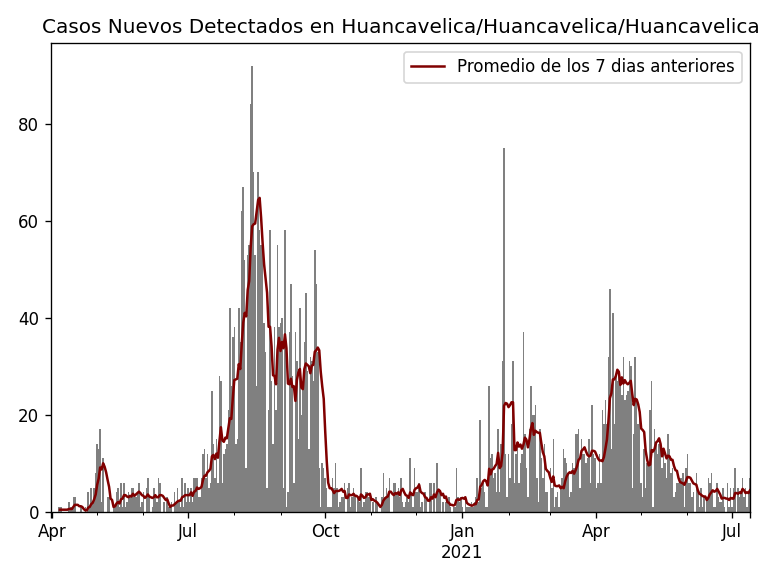 Casos Nuevos Detectados en Huancavelica/Huancavelica/Huancavelica
Promedio de los 7 dias anteriores
80
60
40
20
0
Apr Jul Oct Jan Apr Jul
2021